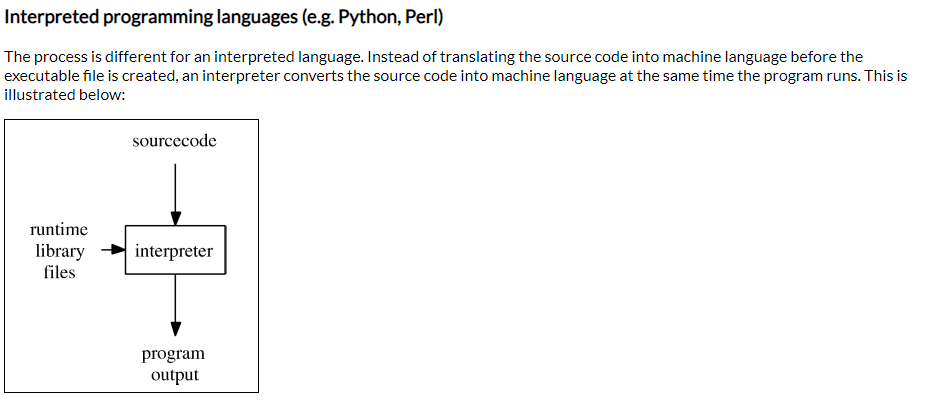 Interpreted programming languages (e.g. Python, Perl)
The process is different for an interpreted language. Instead of translating the source code into machine language before the
executable file is created, an interpreter converts the source code into machine language at the same time the program runs. This is
illustrated below:
sourcecode
runtime
library
files
interpreter
program
output